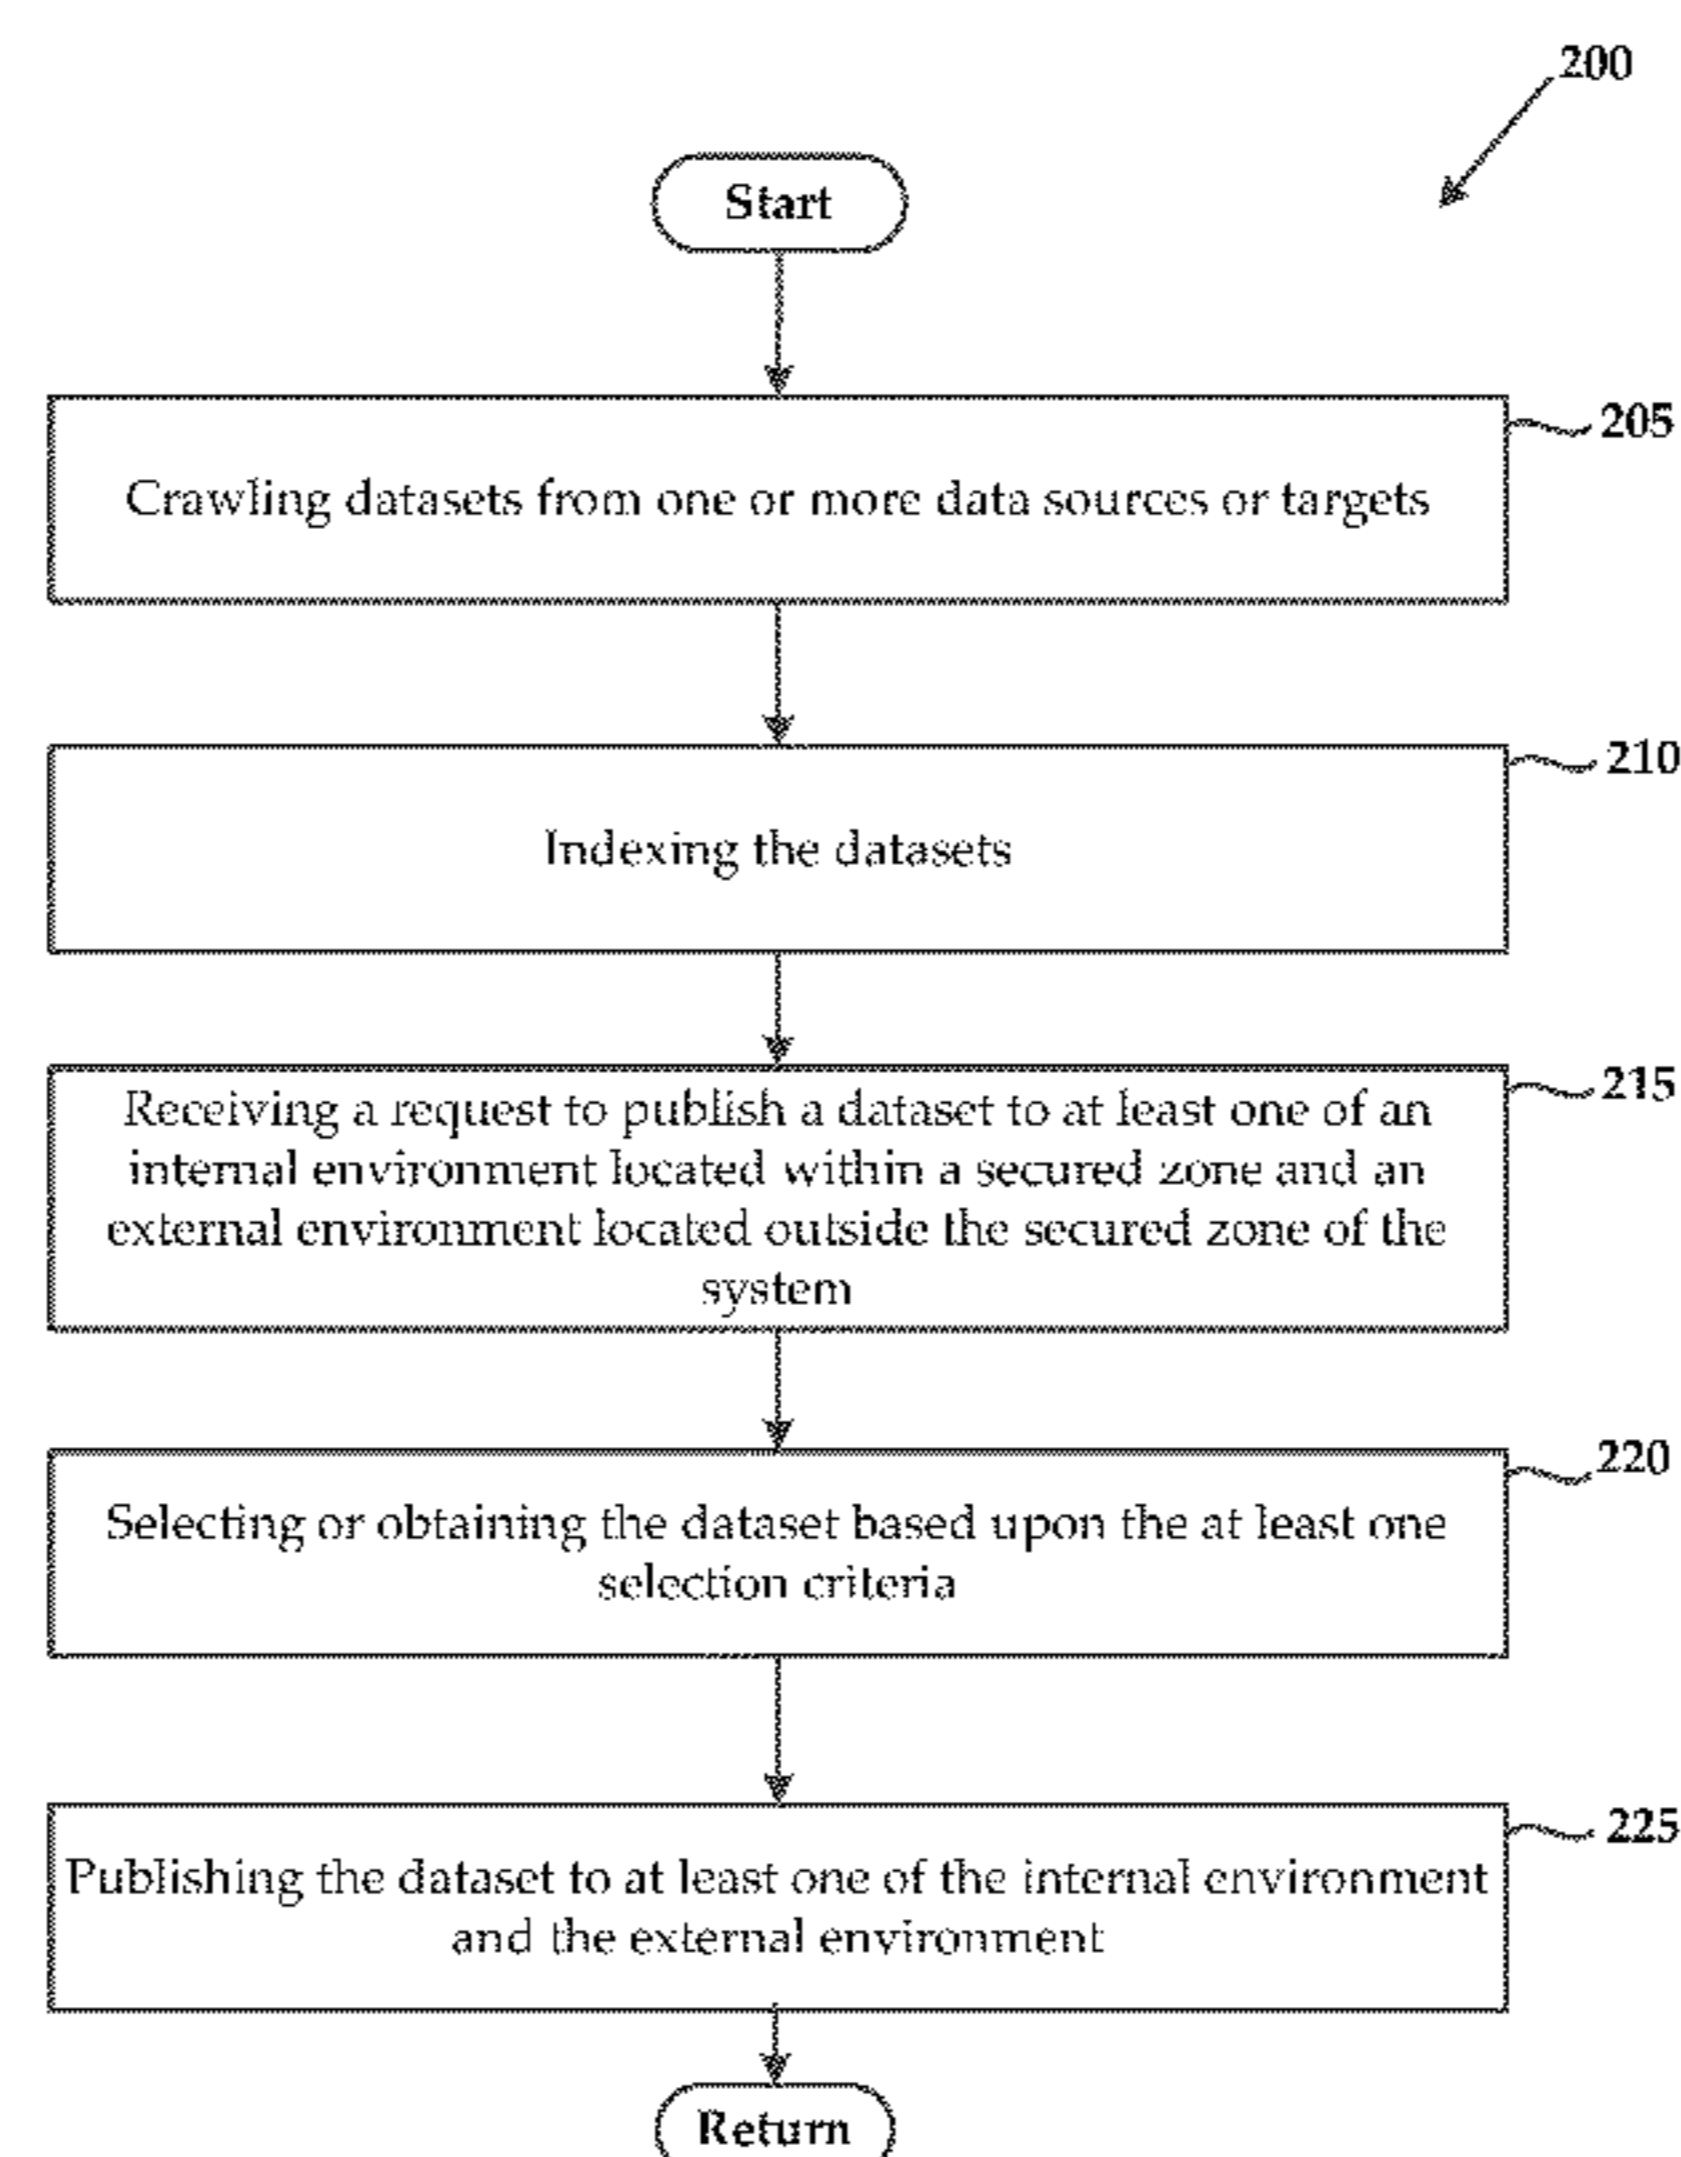 200
Start
205
Crawling datasets from one or more data sources or targets
210
Indexing the datasets
215
Receiving a request to publish a dataset to at least one of an
internal environment located within a secured zone and an
external environment located outside the secured zone of the
system
220
Selecting or obtaining the dataset based upon the at least one
selection criteria
225
Publishing the dataset to at least one of the internal environment
and the external environment
Return